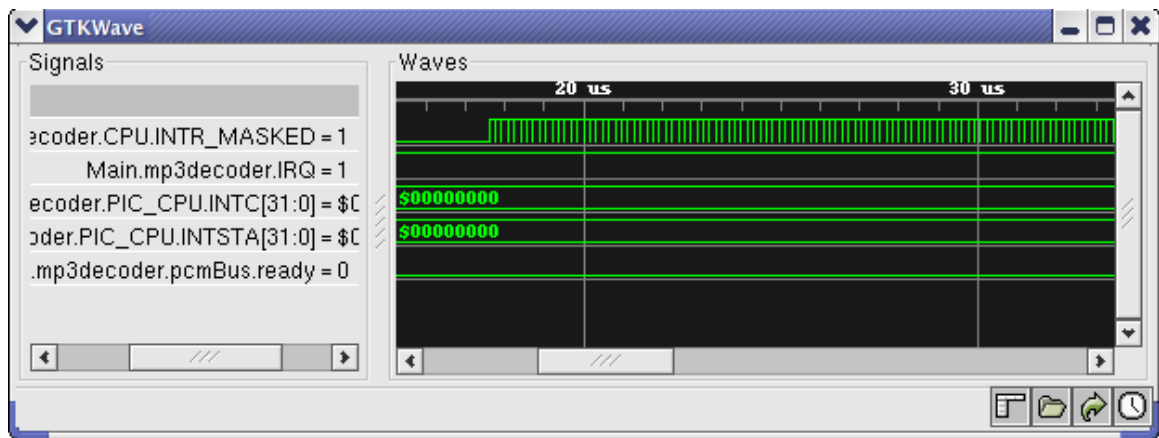 GTKWave
Signals
Waves
20 us
30 us
ecoder.CPU.INTR_MASKED = 1
Main.mp3decoder.IRQ = 1
ecoder.PIC_CPU.INTC[31:0] = $0
$00000000
oder.PIC_CPU.INTSTA[31:0] = $0
$00000000
.mp3decoder.pcmBus.ready = 0